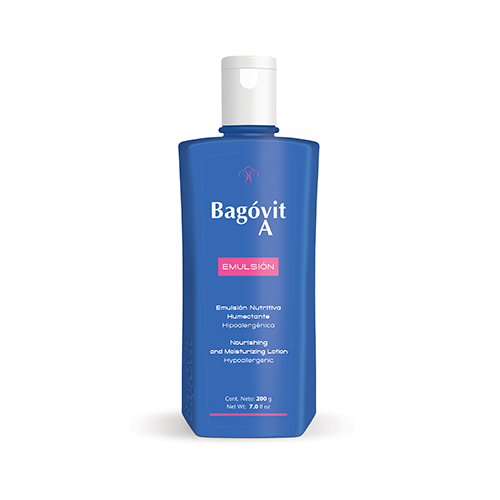 Bagóvit
A
EMULSIÓN
Emulsión Nutritiva
Humectante
Hipoalergénica
Nourishing
and Moisturizing Lotion
Hypoallergenic
Cont. Neto: 200 g
Net Wt: 7.0 fl oz
Bagóvit